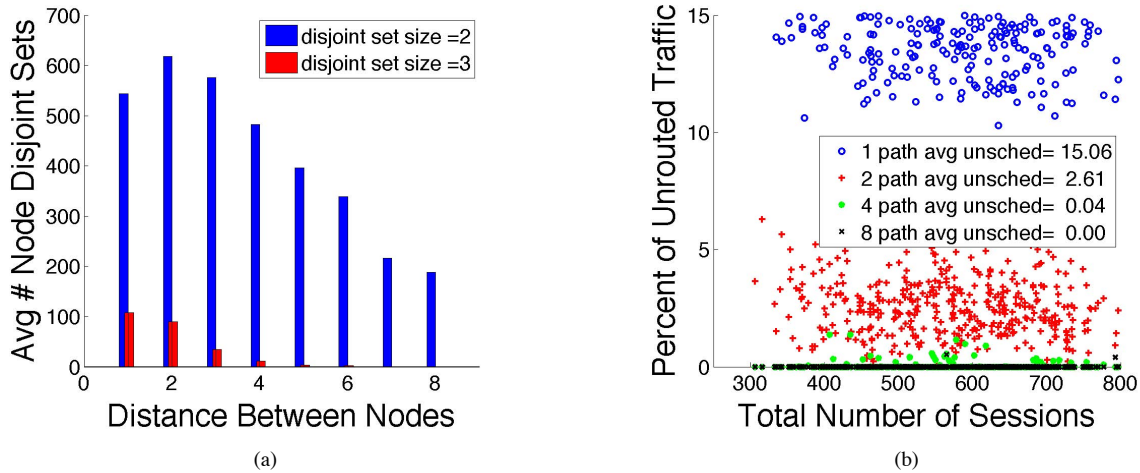 700
600
500
400
300
200
100
0
Avg # Node Disjoint Sets
disjoint set size =2
disjoint set size =3
0 2 4 6 8
Distance Between Nodes
(a)
15
10
5
0
Percent of Unrouted Traffic
1 path avg unsched= 15.06
2 path avg unsched= 2.61
4 path avg unsched= 0.04
8 path avg unsched= 0.00
300 400 500 600 700 800
Total Number of Sessions
(b)